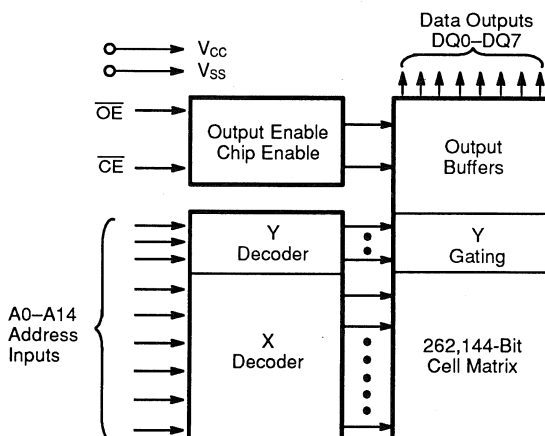 Data Outputs
DQ0–DQ7
VCC
VSS
OE
CE
Output Enable
Chip Enable
Output
Buffers
Y
Decoder
Y
Gating
A0–A14
Address
Inputs
X
Decoder
262,144-Bit
Cell Matrix